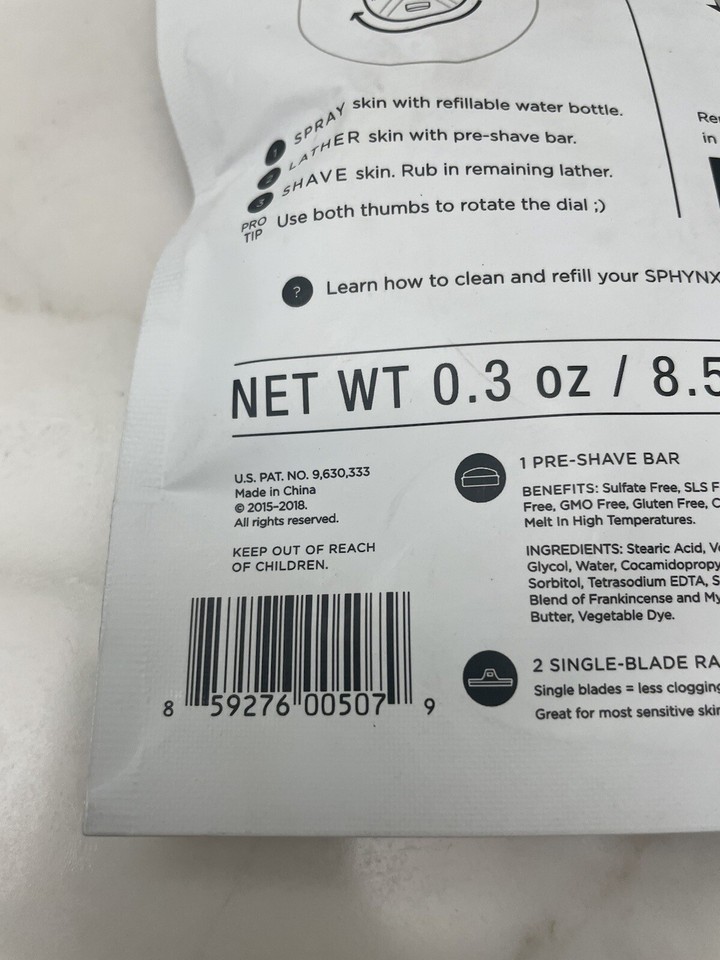 1 SPRAY skin with refillable water bottle.
2 LATHER skin with pre-shave bar.
3 SHAVE skin. Rub in remaining lather.
PRO TIP Use both thumbs to rotate the dial ;)
in
? Learn how to clean and refill your SPHYNX
NET WT 0.3 oz / 8.5
U.S. PAT. NO. 9,630,333
Made in China
© 2015-2018.
All rights reserved.
KEEP OUT OF REACH
OF CHILDREN.
8 59276 00507 9
1 PRE-SHAVE BAR
BENEFITS: Sulfate Free, SLS F
Free, GMO Free, Gluten Free, C
Melt In High Temperatures.
INGREDIENTS: Stearic Acid, Ve
Glycol, Water, Cocamidopropy
Sorbitol, Tetrasodium EDTA, S
Blend of Frankincense and My
Butter, Vegetable Dye.
2 SINGLE-BLADE RA
Single blades = less clogging
Great for most sensitive skin